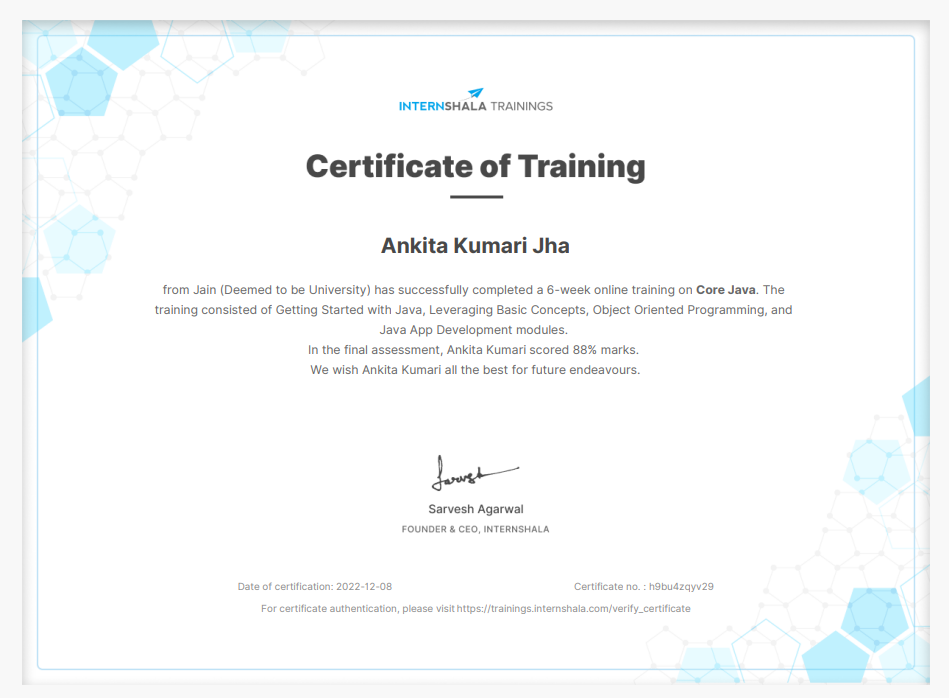 INTERNSHALA TRAININGS
Certificate of Training
Ankita Kumari Jha
from Jain (Deemed to be University) has successfully completed a 6-week online training on Core Java. The
training consisted of Getting Started with Java, Leveraging Basic Concepts, Object Oriented Programming, and
Java App Development modules.
In the final assessment, Ankita Kumari scored 88% marks.
We wish Ankita Kumari all the best for future endeavours.
Sarvesh
Sarvesh Agarwal
FOUNDER & CEO, INTERNSHALA
Date of certification: 2022-12-08
Certificate no. : h9bu4zqyv29
For certificate authentication, please visit https://trainings.internshala.com/verify_certificate